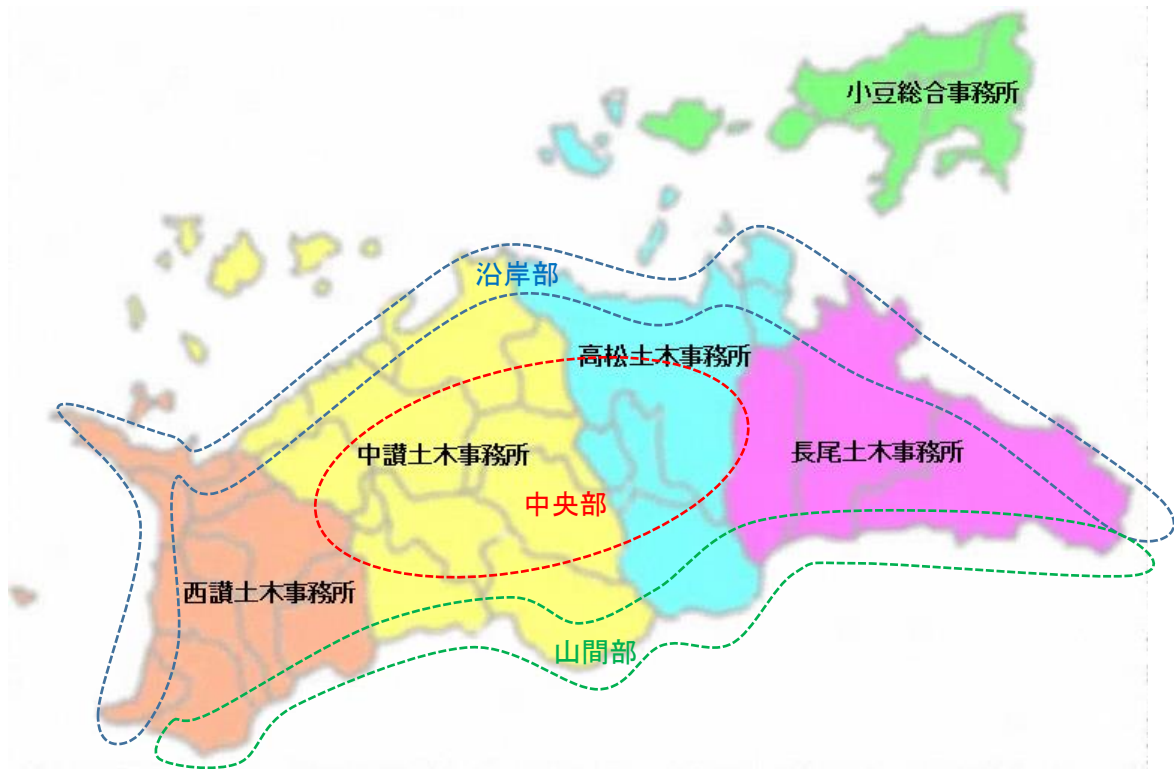 小豆総合事務所
沿岸部
高松土木事務所
中讃土木事務所
長尾土木事務所
中央部
西讃土木事務所
山間部